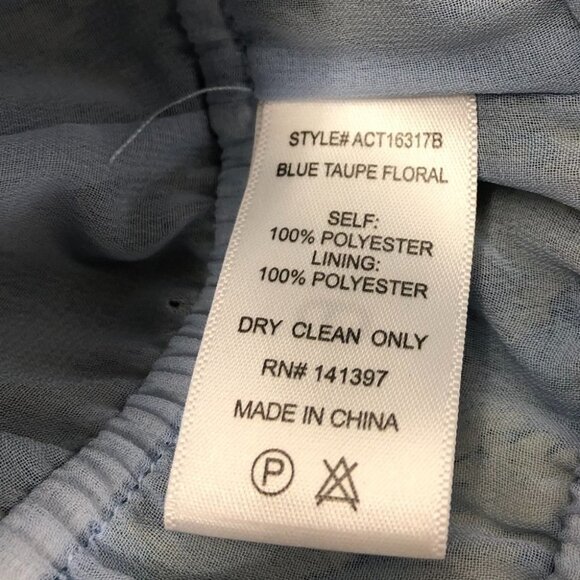 STYLE# ACT16317B
BLUE TAUPE FLORAL
SELF:
100% POLYESTER
LINING:
100% POLYESTER
DRY CLEAN ONLY
RN# 141397
MADE IN CHINA
P